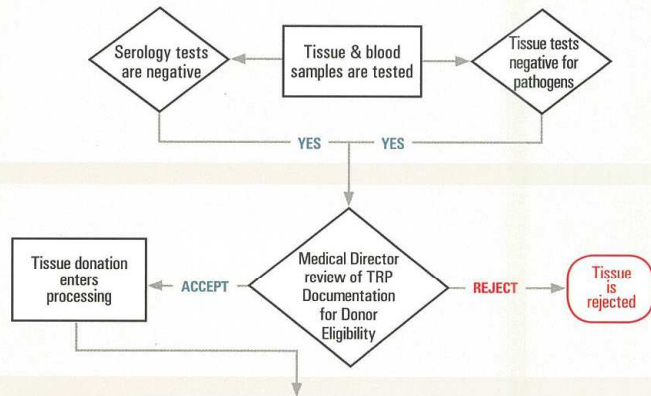 Serology tests
are negative
Tissue & blood
samples are tested
Tissue tests
negative for
pathogens
YES
YES
Tissue donation
enters
processing
ACCEPT
Medical Director
review of TRP
Documentation
for Donor
Eligibility
REJECT
Tissue
is
rejected